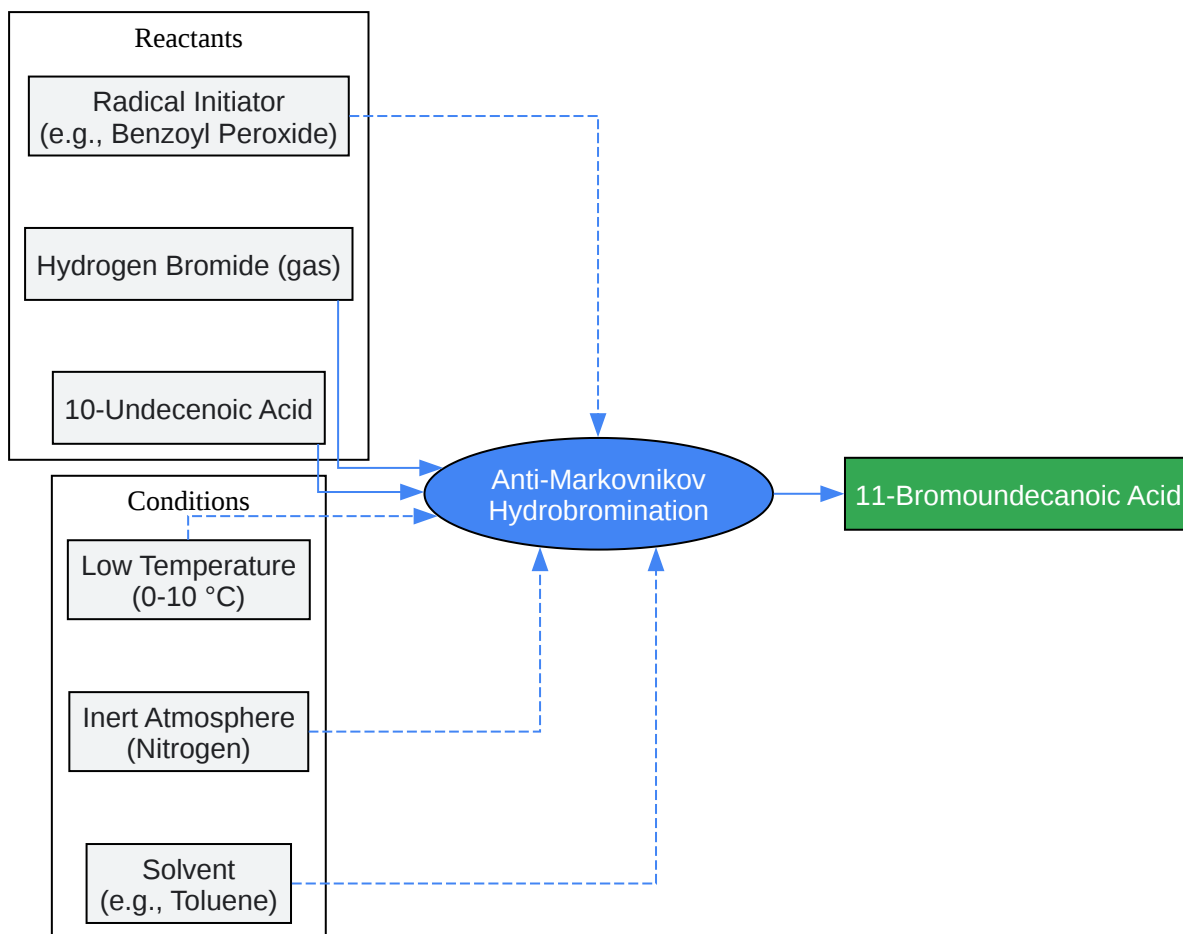 Reactants
Radical Initiator
(e.g., Benzoyl Peroxide)
Hydrogen Bromide (gas)
10-Undecenoic Acid
Anti-Markovnikov
Hydrobromination
11-Bromoundecanoic Acid
Conditions
Low Temperature
(0-10 °C)
Inert Atmosphere
(Nitrogen)
Solvent
(e.g., Toluene)